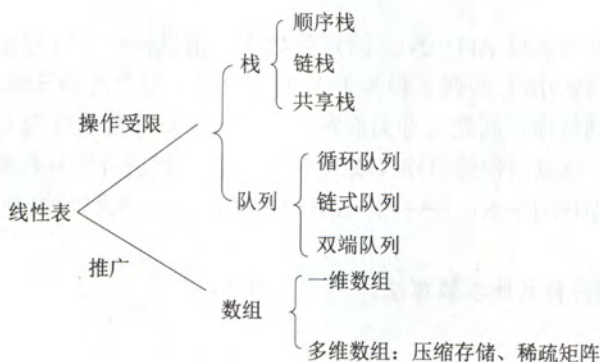 顺序栈
栈
链栈
共享栈
操作受限
循环队列
队列
链式队列
线性表
双端队列
推广
一维数组
数组
多维数组：压缩存储、稀疏矩阵